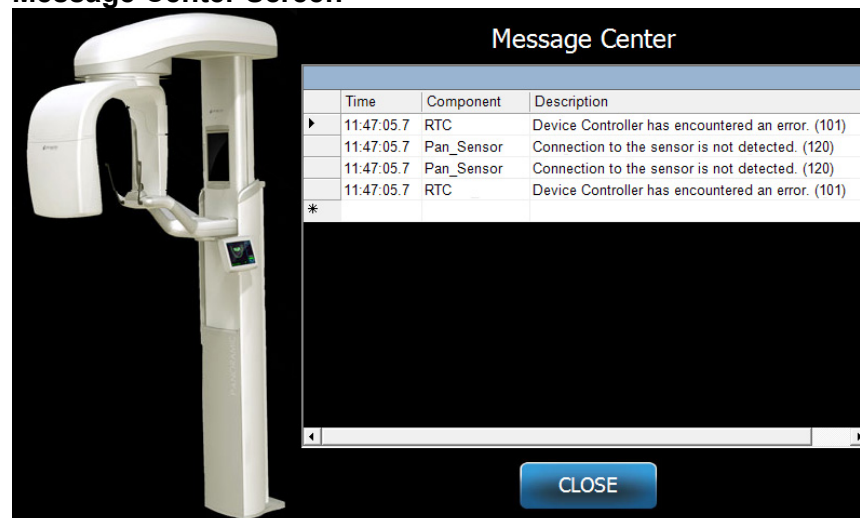 Message Center Screen
Message Center
Time Component Description
11:47:05.7 RTC Device Controller has encountered an error. (101)
11:47:05.7 Pan_Sensor Connection to the sensor is not detected. (120)
11:47:05.7 Pan_Sensor Connection to the sensor is not detected. (120)
11:47:05.7 RTC Device Controller has encountered an error. (101)
*
PANORAMIC
CLOSE